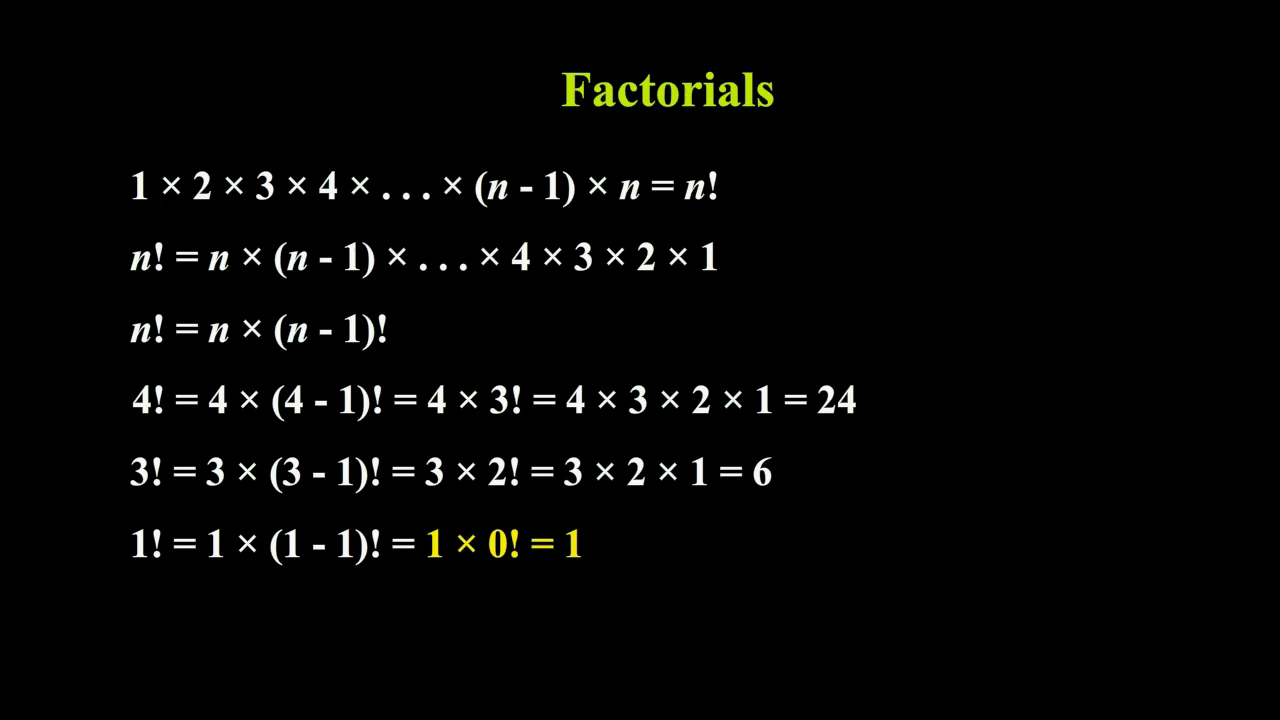 Factorials
1 × 2 × 3 × 4 × . . . × (n - 1) × n = n!
n! = n × (n - 1) × . . . × 4 × 3 × 2 × 1
n! = n × (n - 1)!
4! = 4 × (4 - 1)! = 4 × 3! = 4 × 3 × 2 × 1 = 24
3! = 3 × (3 - 1)! = 3 × 2! = 3 × 2 × 1 = 6
1! = 1 × (1 - 1)! = 1 × 0! = 1